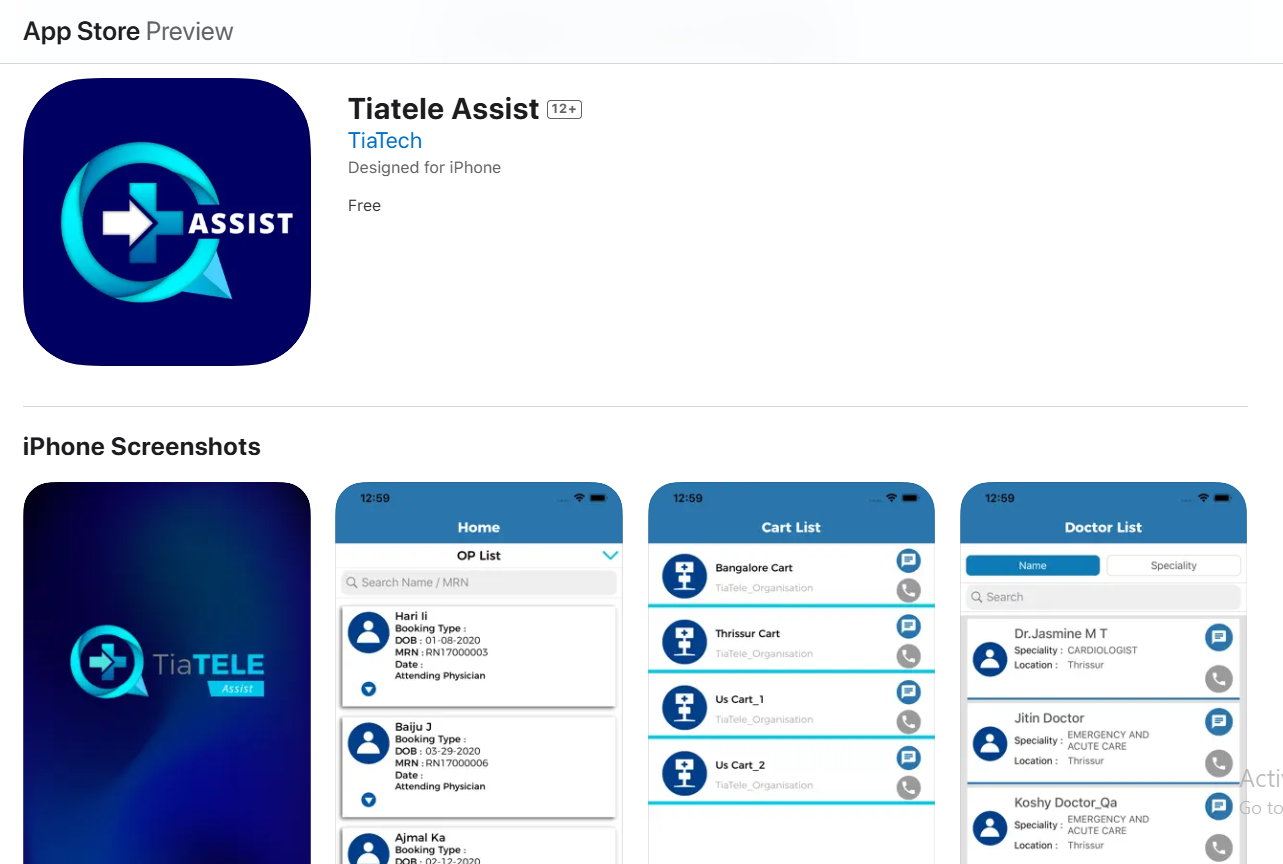 App Store Preview
ASSIST
Tiatele Assist 12+
TiaTech
Designed for iPhone
Free
iPhone Screenshots
TiaTELE
Assist
12:59
Home
OP List
Search Name / MRN
Hari Ii
Booking Type :
DOB : 01-08-2020
MRN : RN17000003
Date :
Attending Physician
Baiju J
Booking Type :
DOB : 03-29-2020
MRN : RN17000006
Date :
Attending Physician
Ajmal Ka
Booking Type :
DOB : 02-12-2020
12:59
Cart List
Bangalore Cart
TiaTele_Organisation
Thrissur Cart
TiaTele_Organisation
Us Cart_1
TiaTele_Organisation
Us Cart_2
TiaTele_Organisation
12:59
Doctor List
Name Speciality
Search
Dr.Jasmine M T
Speciality : CARDIOLOGIST
Location : Thrissur
Jitin Doctor
Speciality : EMERGENCY AND
ACUTE CARE
Location : Thrissur
Koshy Doctor_Qa
Speciality : EMERGENCY AND
ACUTE CARE
Location : Thrissur
Go to